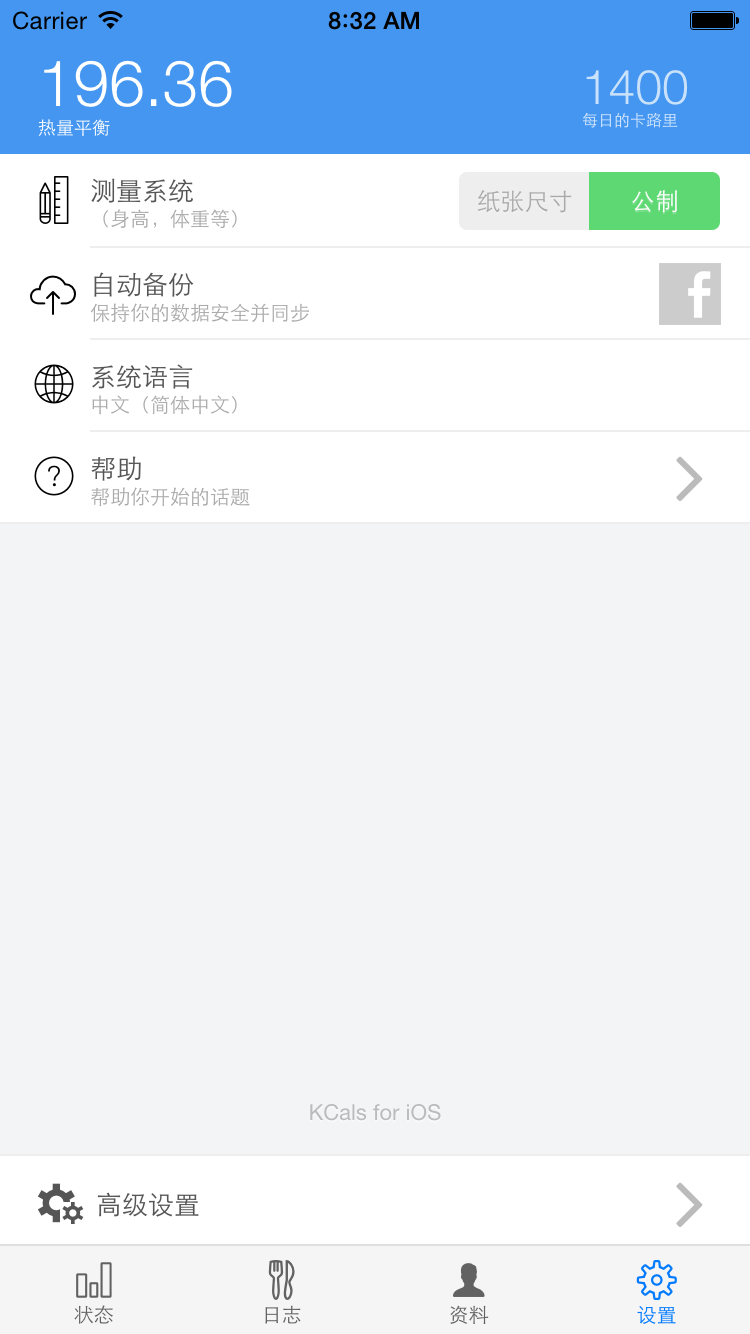 Carrier 8:32 AM
196.36 1400
热量平衡 每日的卡路里
测量系统
（身高，体重等）
纸张尺寸 公制
自动备份
保持你的数据安全并同步
系统语言
中文（简体中文）
帮助
帮助你开始的话题
KCals for iOS
高级设置
状态 日志 资料 设置